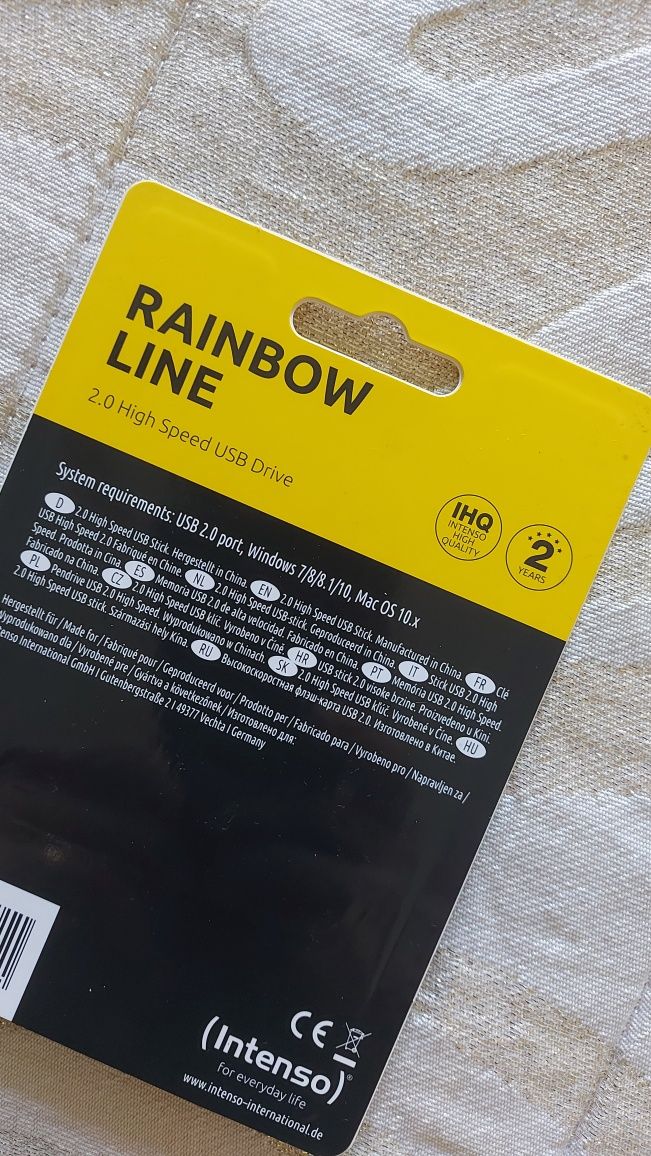 RAINBOW
LINE
2.0 High Speed USB Drive
IHQ
INTENSO
HIGH
QUALITY
2
YEARS
System requirements: USB 2.0 port, Windows 7/8/8.1/10, Mac OS 10.x
D 2.0 High Speed USB Stick. Hergestellt in China. EN 2.0 High Speed USB Stick. Manufactured in China. FR Clé
USB High Speed 2.0 Fabriqué en Chine. NL 2.0 High Speed USB-stick. Geproduceerd in China. IT Stick USB 2.0 High
Speed. Prodotta in Cina. ES Memoria USB 2.0 de alta velocidad. Fabricado en China. PT Memória USB 2.0 High Speed.
Fabricado na China. CZ 2.0 High Speed USB klíč. Vyrobeno v Číně HR USB stick 2.0 visoke brzine. Proizvedeno u Kini.
PL Pendrive USB 2.0 High Speed. Wyprodukowano w Chinach. SK 2.0 High Speed USB kľúč. Vyrobené v Číne. HU
2.0 High Speed USB stick. Származási hely Kína. RU Высокоскоростная флэш-карта USB 2.0. Изготовлено в Китае.
Hergestellt für / Made for / Fabriqué pour / Geproduceerd voor / Prodotto per / Fabricado para / Vyrobeno pro / Napravljen za /
Wyprodukowano dla / Vyrobené pre / Gyártva a következőnek / Изготовлено для:
Intenso International GmbH I Gutenbergstraße 2 I 49377 Vechta I Germany
CE
(Intenso)®
for everyday life
www.intenso-international.de